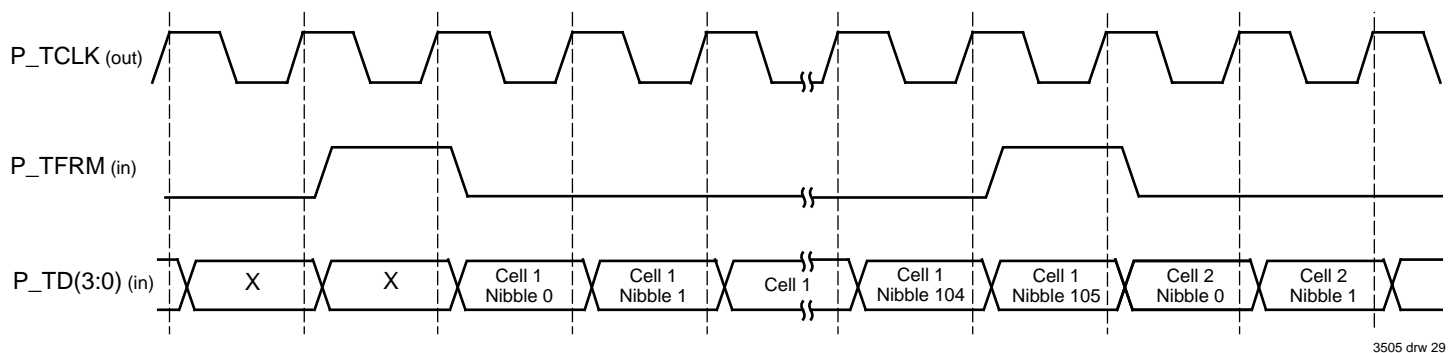 P_TCLK (out)
P_TFRM (in)
P_TD(3:0) (in)
X
X
Cell 1
Nibble 0
Cell 1
Nibble 1
Cell 1
Cell 1
Nibble 104
Cell 1
Nibble 105
Cell 2
Nibble 0
Cell 2
Nibble 1
3505 drw 29